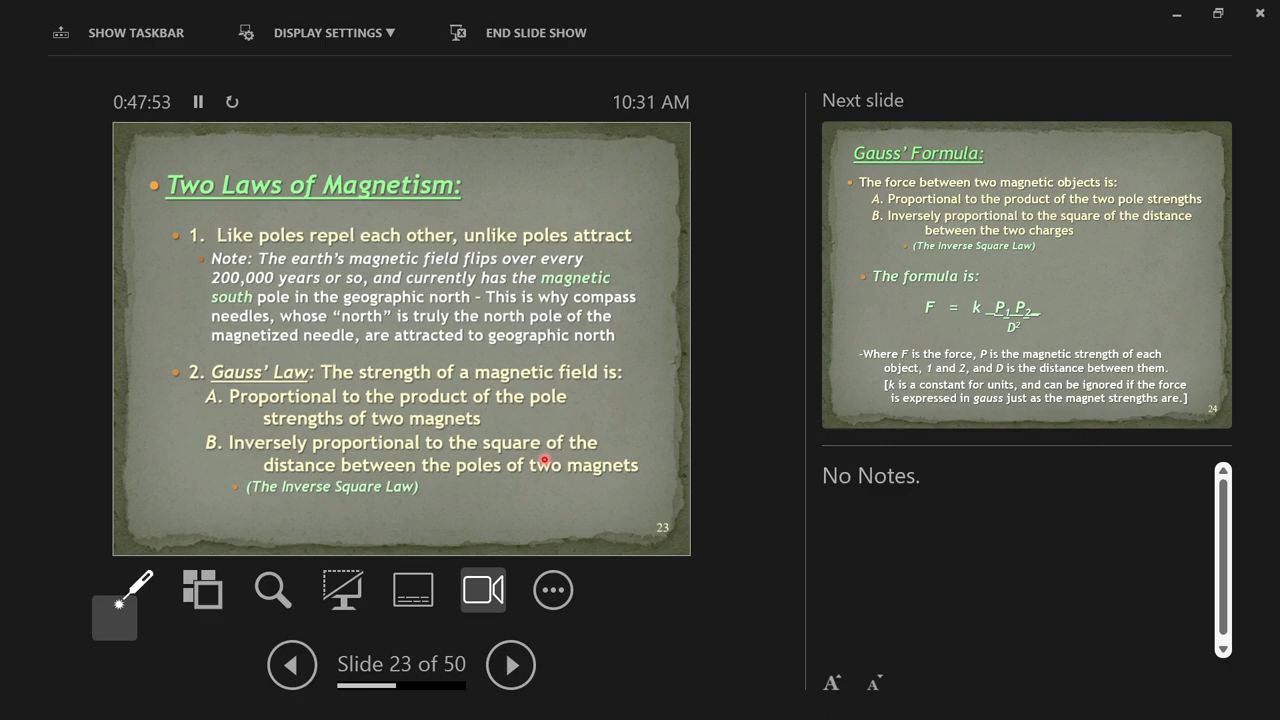 SHOW TASKBAR
DISPLAY SETTINGS ▼
END SLIDE SHOW
0:47:53
10:31 AM
Two Laws of Magnetism:
1. Like poles repel each other, unlike poles attract
Note: The earth's magnetic field flips over every
200,000 years or so, and currently has the magnetic
south pole in the geographic north - This is why compass
needles, whose “north” is truly the north pole of the
magnetized needle, are attracted to geographic north
2. Gauss' Law: The strength of a magnetic field is:
A. Proportional to the product of the pole
strengths of two magnets
B. Inversely proportional to the square of the
distance between the poles of two magnets
(The Inverse Square Law)
23
Slide 23 of 50
Next slide
Gauss' Formula:
The force between two magnetic objects is:
A. Proportional to the product of the two pole strengths
B. Inversely proportional to the square of the distance
between the two charges
(The Inverse Square Law)
The formula is:
F = k P₁ P₂
D²
-Where F is the force, P is the magnetic strength of each
object, 1 and 2, and D is the distance between them.
[k is a constant for units, and can be ignored if the force
is expressed in gauss just as the magnet strengths are.]
24
No Notes.
A A